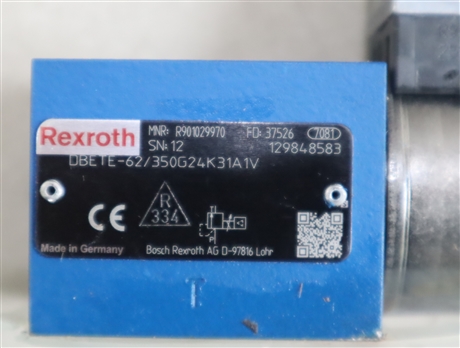 Rexroth
MNR: R901029970 FD: 37526 7081
SN: 12 129848583
DBETE-62/350G24K31A1V
CE
R
334
P
Made in Germany Bosch Rexroth AG D-97816 Lohr
T